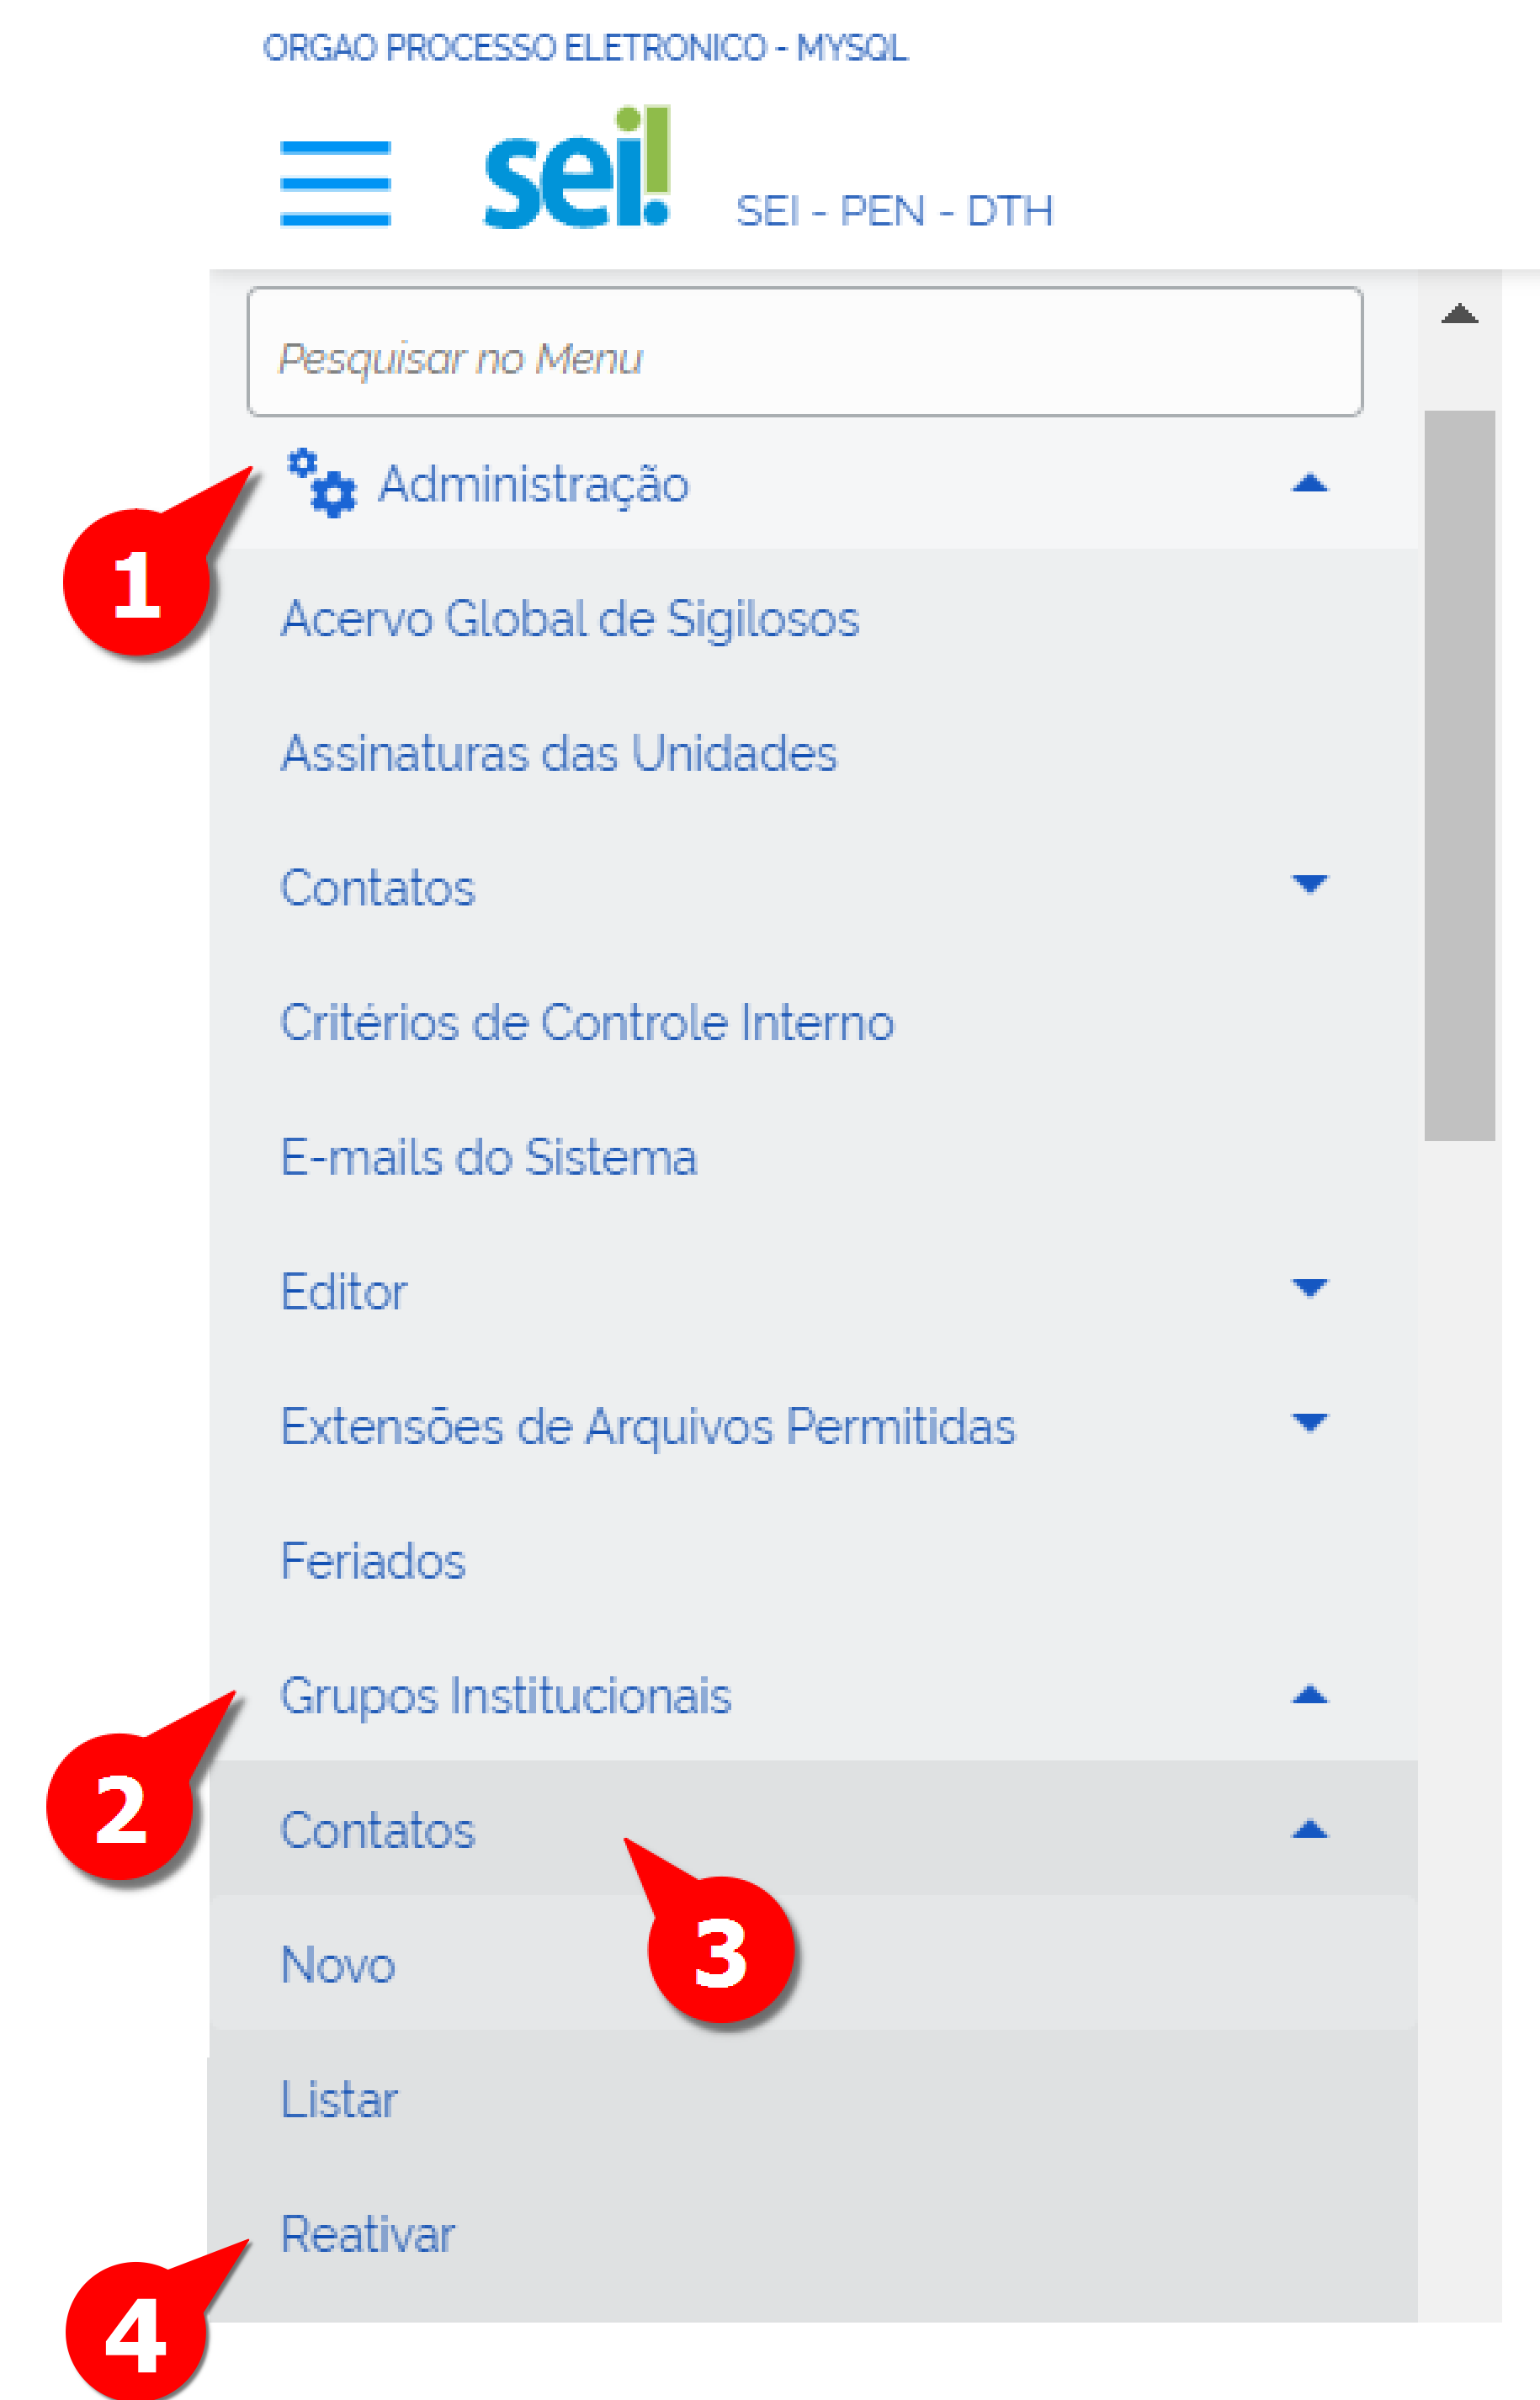 ORGAO PROCESSO ELETRONICO - MYSQL
sei!
SEI - PEN - DTH
Pesquisar no Menu
Administração
1
Acervo Global de Sigilosos
Assinaturas das Unidades
Contatos
Critérios de Controle Interno
E-mails do Sistema
Editor
Extensões de Arquivos Permitidas
Feriados
Grupos Institucionais
2
Contatos
3
Novo
Listar
Reativar
4